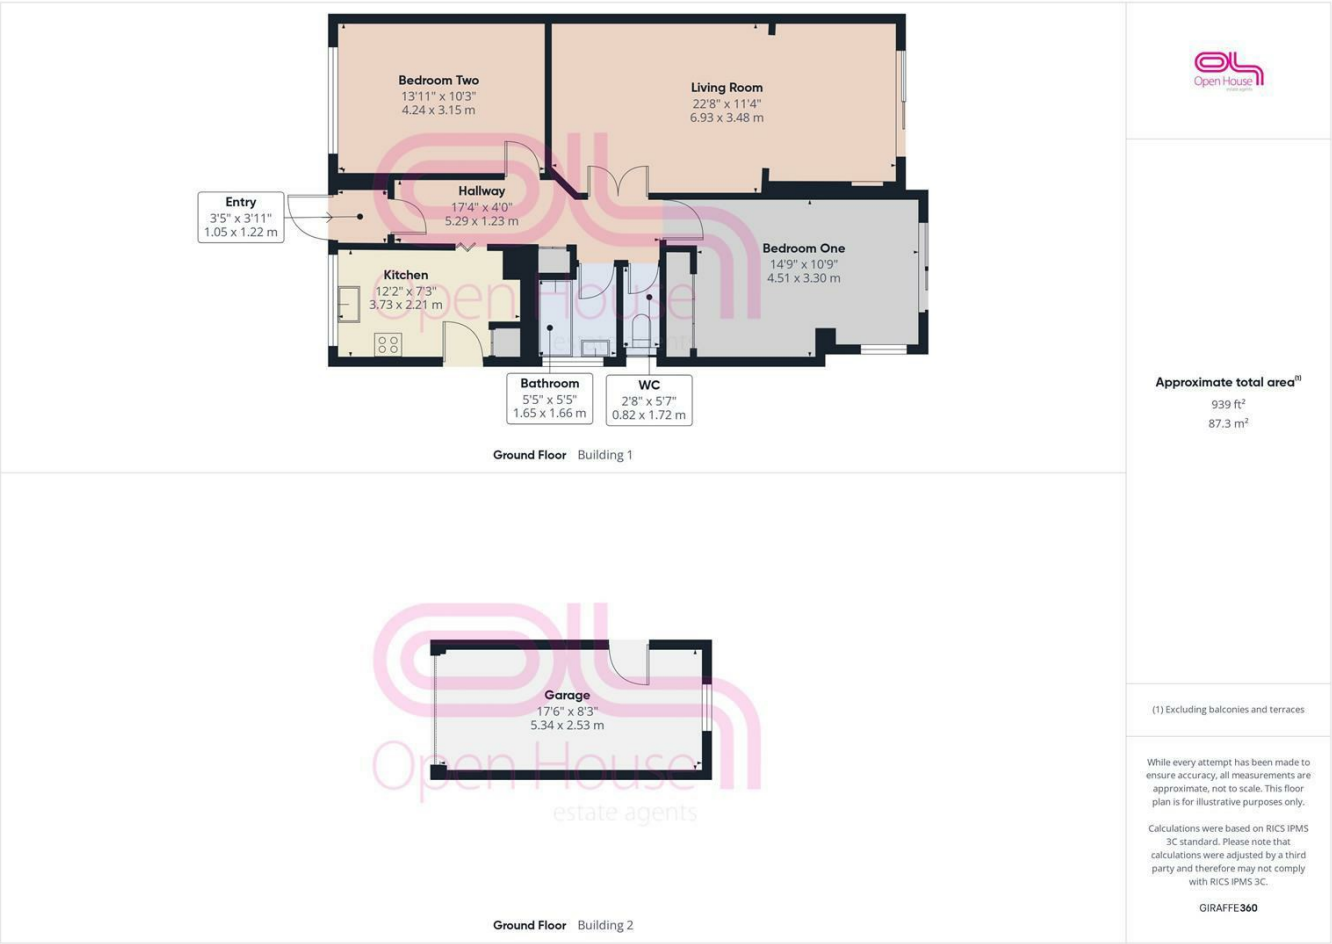 Bedroom Two
13'11" x 10'3"
4.24 x 3.15 m
Living Room
22'8" x 11'4"
6.93 x 3.48 m
Entry
3'5" x 3'11"
1.05 x 1.22 m
Hallway
17'4" x 4'0"
5.29 x 1.23 m
Kitchen
12'2" x 7'3"
3.73 x 2.21 m
Bedroom One
14'9" x 10'9"
4.51 x 3.30 m
Bathroom
5'5" x 5'5"
1.65 x 1.66 m
WC
2'8" x 5'7"
0.82 x 1.72 m
Open House
estate agents
Ground Floor Building 1
Garage
17'6" x 8'3"
5.34 x 2.53 m
Open House
estate agents
Ground Floor Building 2
Open House
estate agents
Approximate total area(1)
939 ft²
87.3 m²
(1) Excluding balconies and terraces
While every attempt has been made to
ensure accuracy, all measurements are
approximate, not to scale. This floor
plan is for illustrative purposes only.
Calculations were based on RICS IPMS
3C standard. Please note that
calculations were adjusted by a third
party and therefore may not comply
with RICS IPMS 3C.
GIRAFFE360